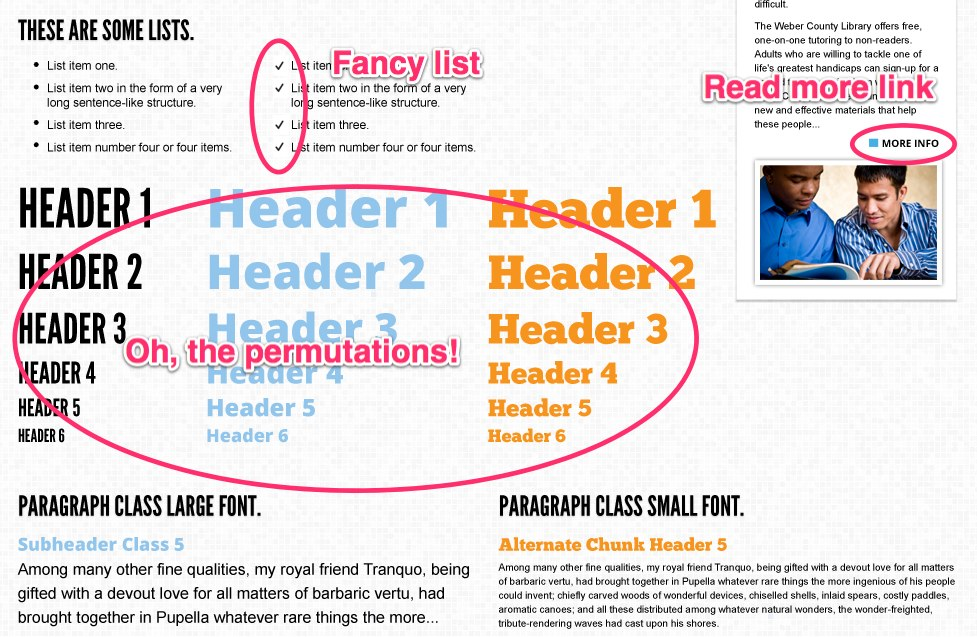 THESE ARE SOME LISTS.
List item one.
List item two in the form of a very
long sentence-like structure.
List item three.
List item number four or four items.
List
Fancy list
List item two in the form of a very
long sentence-like structure.
List item three.
List item number four or four items.
difficult.
The Weber County Library offers free,
one-on-one tutoring to non-readers.
Adults who are willing to tackle one of
life's greatest handicaps can sign-up for a
Read more link
new and effective materials that help
these people...
MORE INFO
HEADER 1
Header 1
Header 1
HEADER 2
Header 2
Header 2
HEADER 3
Header 3
Header 3
Oh, the permutations!
HEADER 4
Header 4
Header 4
HEADER 5
Header 5
Header 5
HEADER 6
Header 6
Header 6
PARAGRAPH CLASS LARGE FONT.
Subheader Class 5
Among many other fine qualities, my royal friend Tranquo, being
gifted with a devout love for all matters of barbaric vertu, had
brought together in Pupella whatever rare things the more...
PARAGRAPH CLASS SMALL FONT.
Alternate Chunk Header 5
Among many other fine qualities, my royal friend Tranquo, being gifted with a devout love for all matters
of barbaric vertu, had brought together in Pupella whatever rare things the more ingenious of his people
could invent; chiefly carved woods of wonderful devices, chiselled shells, inlaid spears, costly paddles,
aromatic canoes; and all these distributed among whatever natural wonders, the wonder-freighted,
tribute-rendering waves had cast upon his shores.